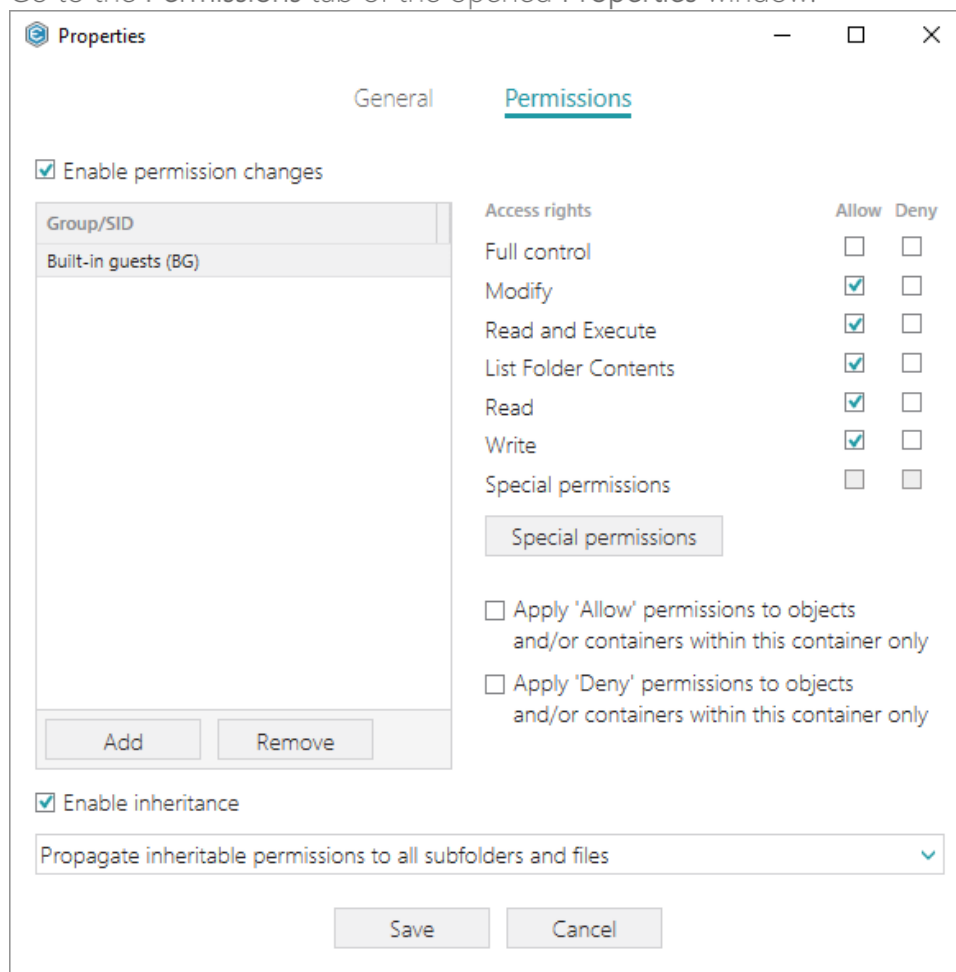 Go to the Permissions tab of the opened Properties window.
Properties
General Permissions
Enable permission changes
Group/SID
Built-in guests (BG)
Add Remove
Access rights Allow Deny
Full control
Modify
Read and Execute
List Folder Contents
Read
Write
Special permissions
Special permissions
Apply 'Allow' permissions to objects
and/or containers within this container only
Apply 'Deny' permissions to objects
and/or containers within this container only
Enable inheritance
Propagate inheritable permissions to all subfolders and files
Save Cancel